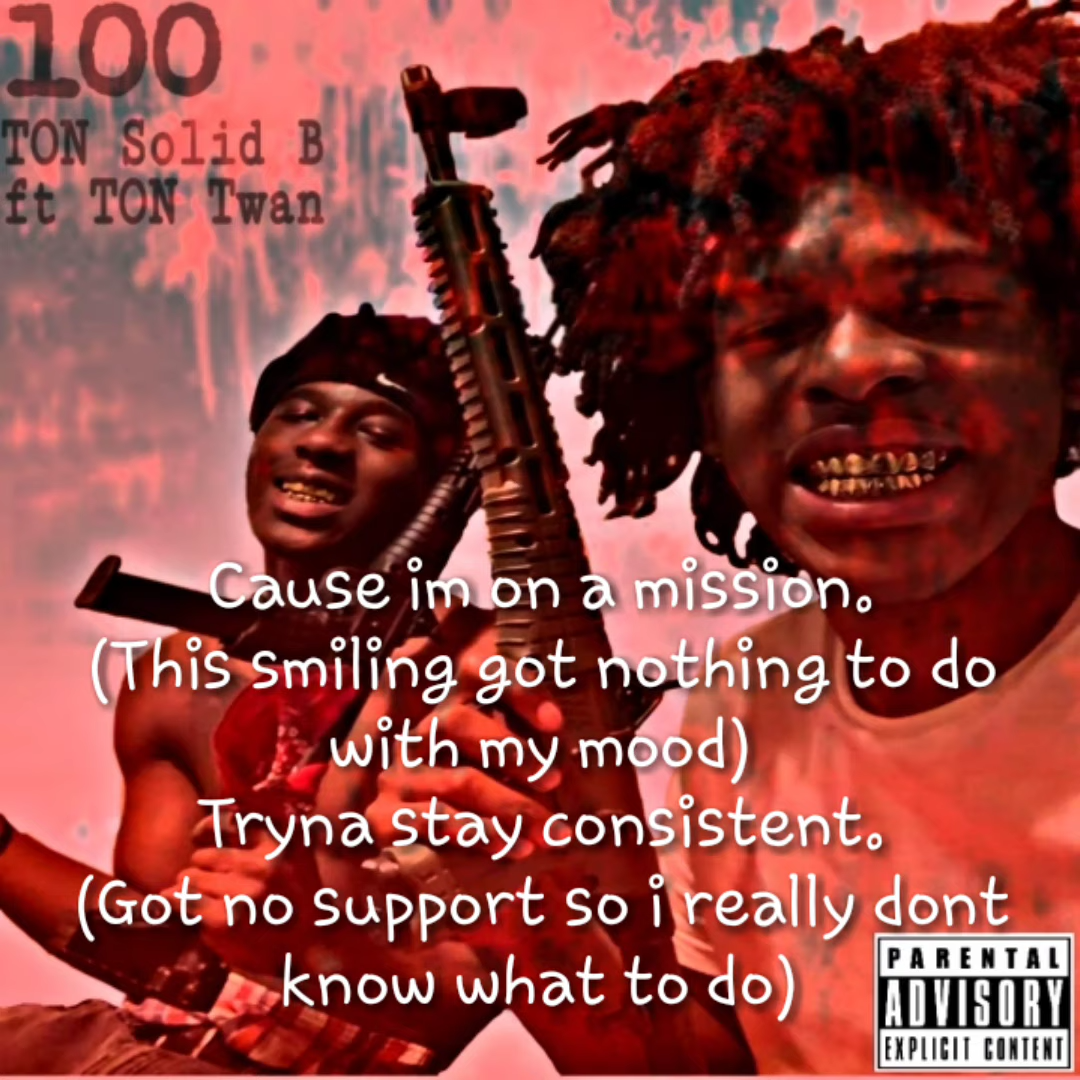 100
TON Solid B
ft TON Twan
Cause im on a mission.
(This smiling got nothing to do
with my mood)
Tryna stay consistent.
(Got no support so i really dont
know what to do)
PARENTAL
ADVISORY
EXPLICIT CONTENT